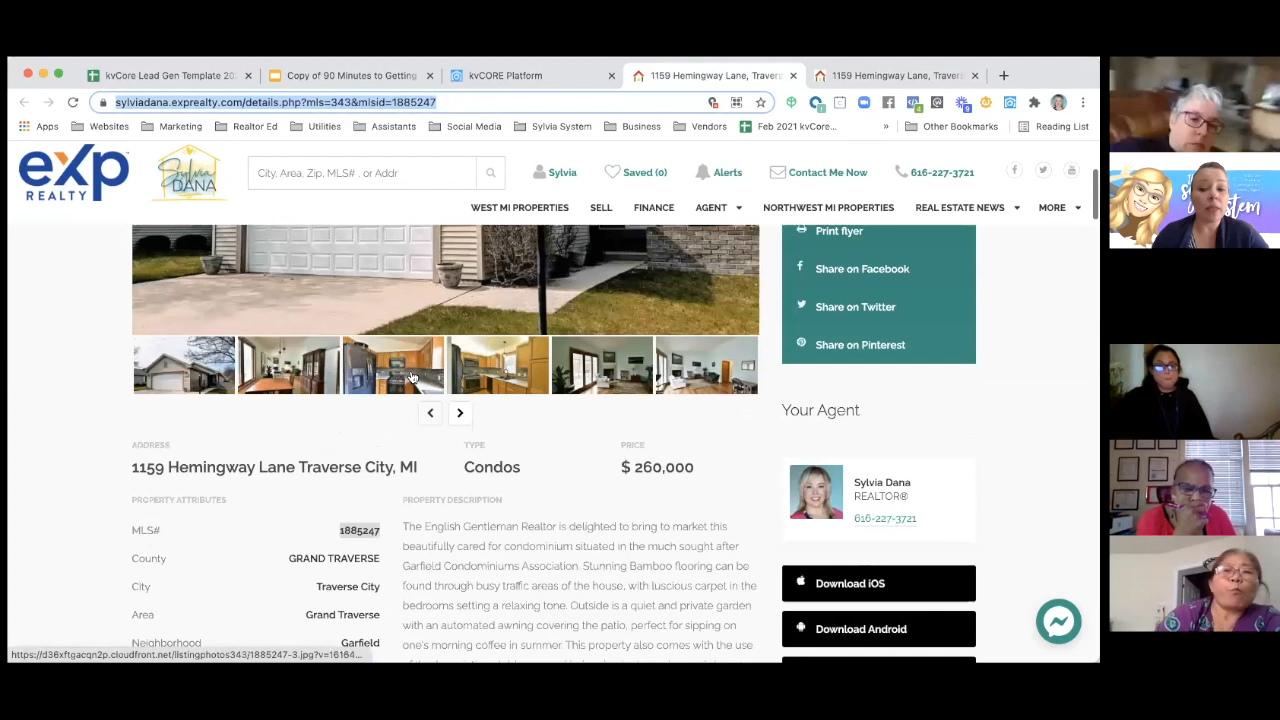 kvCore Lead Gen Template 20
Copy of 90 Minutes to Getting
kvCORE Platform
1159 Hemingway Lane, Traver
1159 Hemingway Lane, Travers
sylviadana.exprealty.com/details.php?mls=343&mlsid=1885247
Apps
Websites
Marketing
Realtor Ed
Utilities
Assistants
Social Media
Sylvia System
Business
Vendors
Feb 2021 kvCore...
»
Other Bookmarks
Reading List
eXp
REALTY
Sylvia
DANA
City, Area, Zip, MLS# , or Addr
Sylvia
Saved (0)
Alerts
Contact Me Now
616-227-3721
WEST MI PROPERTIES
SELL
FINANCE
AGENT
NORTHWEST MI PROPERTIES
REAL ESTATE NEWS
MORE
Print flyer
Share on Facebook
Share on Twitter
Share on Pinterest
Your Agent
Sylvia Dana
REALTOR®
616-227-3721
Download iOS
Download Android
ADDRESS
TYPE
PRICE
1159 Hemingway Lane Traverse City, MI
Condos
$ 260,000
PROPERTY ATTRIBUTES
PROPERTY DESCRIPTION
MLS#
1885247
County
GRAND TRAVERSE
City
Traverse City
Area
Grand Traverse
Neighborhood
Garfield
The English Gentleman Realtor is delighted to bring to market this
beautifully cared for condominium situated in the much sought after
Garfield Condominiums Association. Stunning Bamboo flooring can be
found through busy traffic areas of the house, with luscious carpet in the
bedrooms setting a relaxing tone. Outside is a quiet and private garden
with an automated awning covering the patio, perfect for sipping on
one's morning coffee in summer. This property also comes with the
https://d36xftgacqn2p.cloudfront.net/listingphotos343/1885247-3.jpg?v=16164...